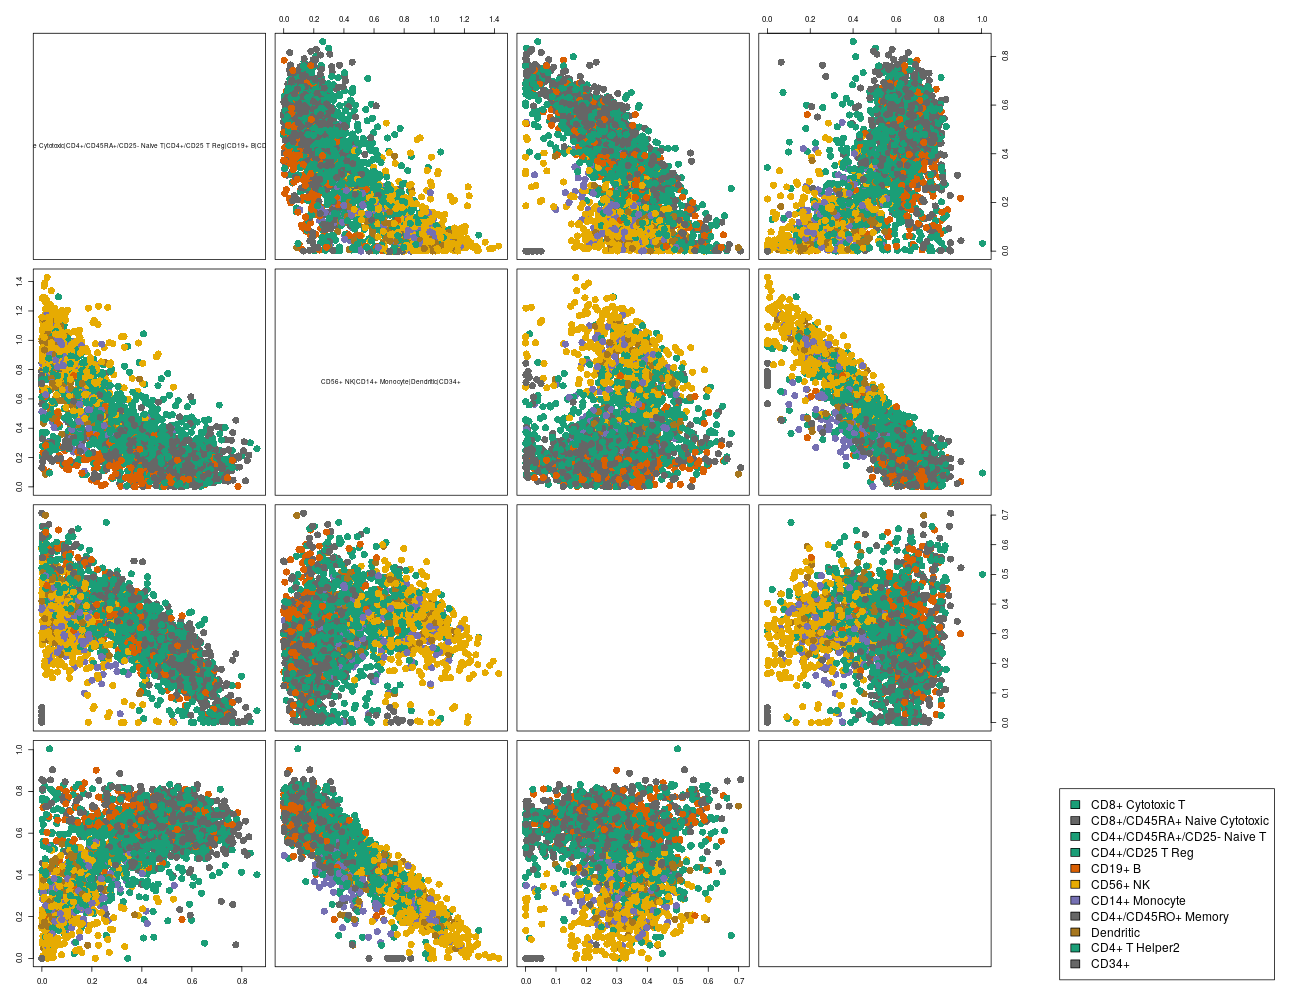 0.0 0.2 0.4 0.6 0.8 1.0 1.2 1.4
0.0 0.2 0.4 0.6 0.8 1.0
e Cytotoxic|CD4+/CD45RA+/CD25- Naive T|CD4+/CD25 T Reg|CD19+ B|CD
0.8
0.6
0.4
0.2
0.0
1.4
1.2
1.0
0.8
0.6
0.4
0.2
0.0
CD56+ NK|CD14+ Monocyte|Dendritic|CD34+
0.7
0.6
0.5
0.4
0.3
0.2
0.1
0.0
1.0
0.8
0.6
0.4
0.2
0.0
0.0 0.2 0.4 0.6 0.8
0.0 0.1 0.2 0.3 0.4 0.5 0.6 0.7
CD8+ Cytotoxic T
CD8+/CD45RA+ Naive Cytotoxic
CD4+/CD45RA+/CD25- Naive T
CD4+/CD25 T Reg
CD19+ B
CD56+ NK
CD14+ Monocyte
CD4+/CD45RO+ Memory
Dendritic
CD4+ T Helper2
CD34+